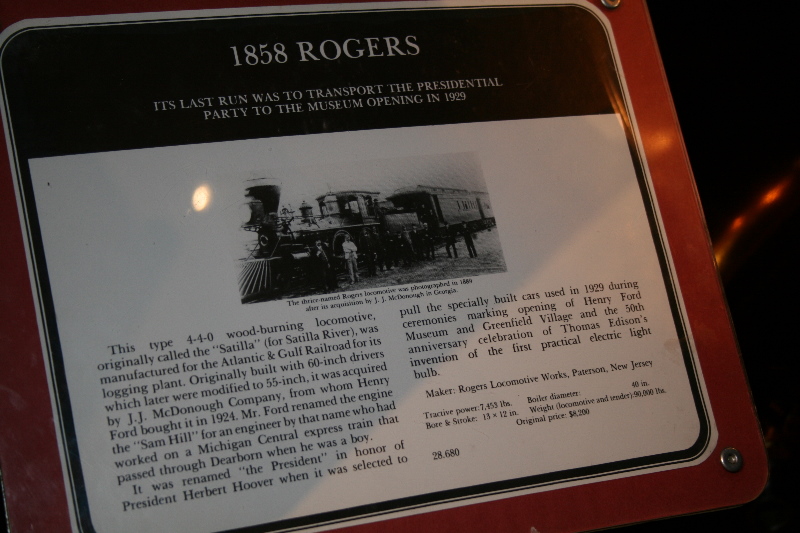 1858 ROGERS
ITS LAST RUN WAS TO TRANSPORT THE PRESIDENTIAL
PARTY TO THE MUSEUM OPENING IN 1929
The thrice-named Rogers locomotive was photographed in 1889
after its acquisition by J. J. McDonough in Georgia.
This type 4-4-0 wood-burning locomotive,
originally called the "Satilla" (for Satilla River), was
manufactured for the Atlantic & Gulf Railroad for its
logging plant. Originally built with 60-inch drivers
which later were modified to 55-inch, it was acquired
by J.J. McDonough Company, from whom Henry
Ford bought it in 1924. Mr. Ford renamed the engine
the "Sam Hill" for an engineer by that name who had
worked on a Michigan Central express train that
passed through Dearborn when he was a boy.
It was renamed "the President" in honor of
President Herbert Hoover when it was selected to
pull the specially built cars used in 1929 during
ceremonies marking opening of Henry Ford
Museum and Greenfield Village and the 50th
anniversary celebration of Thomas Edison's
invention of the first practical electric light
bulb.
Maker: Rogers Locomotive Works, Paterson, New Jersey
Tractive power: 7,455 lbs. Boiler diameter: 40 in.
Bore & Stroke: 13 × 22 in. Weight (locomotive and tender): 90,000 lbs.
Original price: $8,200
28.680